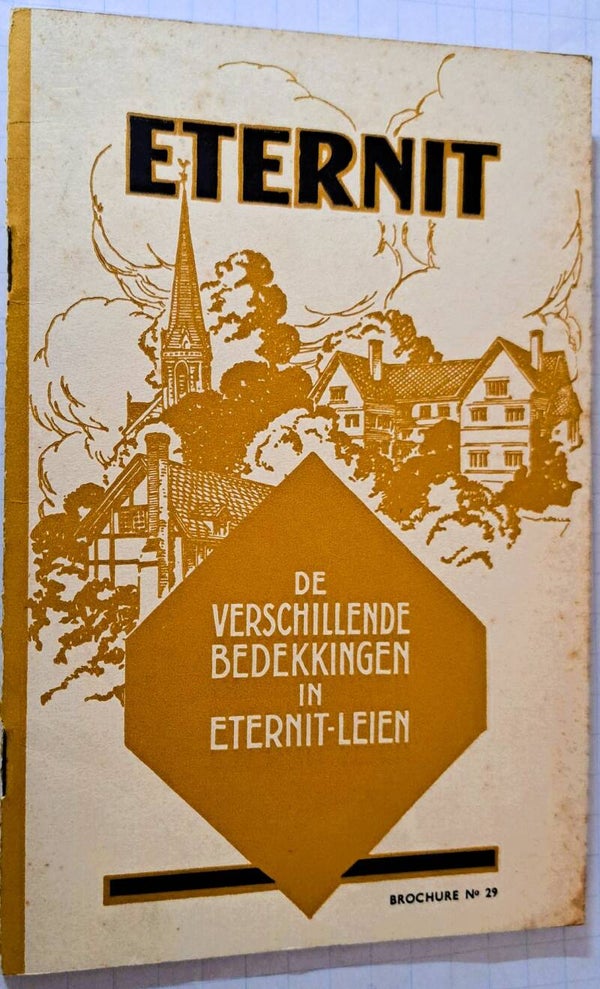 ETERNIT
DE
VERSCHILLENDE
BEDEKKINGEN
IN
ETERNIT-LEIEN
BROCHURE Nº 29